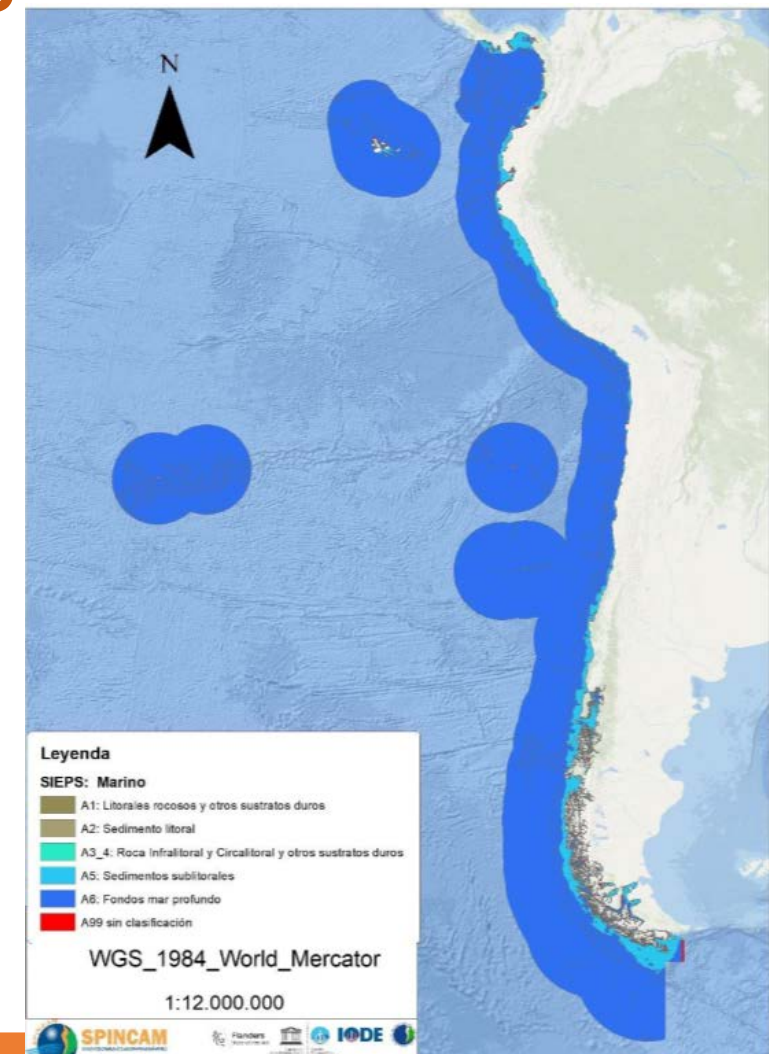 N
Leyenda
SIEPS: Marino
A1: Litorales rocosos y otros sustratos duros
A2: Sedimento litoral
A3_4: Roca Infralitoral y Circalitoral y otros sustratos duros
A5: Sedimentos sublitorales
A6: Fondos mar profundo
A99 sin clasificación
WGS_1984_World_Mercator
1:12.000.000
SPINCAM
Flanders
IODE